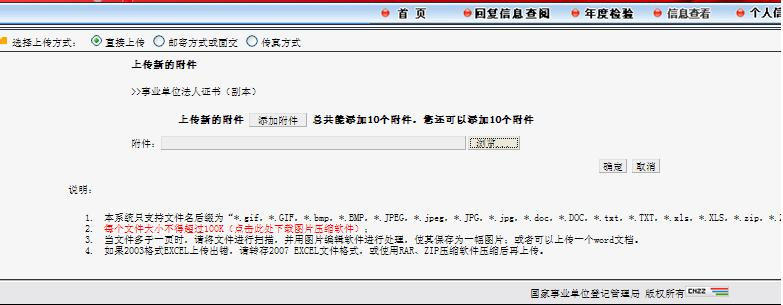 首 页 回复信息查阅 年度检验 信息查看 个人信
选择上传方式: 直接上传 邮寄方式或面交 传真方式
上传新的附件
>>事业单位法人证书（副本）
上传新的附件 添加附件 总共能添加10个附件。您还可以添加10个附件
附件: 浏览...
确定 取消
说明:
1. 本系统只支持文件名后缀为“*.gif，*.GIF，*.bmp，*.BMP，*.JPEG，*.jpeg，*.JPG，*.jpg，*.doc，*.DOC，*.txt，*.TXT，*.xls，*.XLS，*.zip，*.Z
2. 每个文件大小不得超过100K（点击此处下载图片压缩软件）；
3. 当文件多于一页时，请将文件进行扫描，并用图片编辑软件进行处理，使其保存为一幅图片；或者可以上传一个word文档。
4. 如果2003格式EXCEL上传出错，请转存2007 EXCEL文件格式，或使用RAR、ZIP压缩软件压缩后再上传。
国家事业单位登记管理局 版权所有 CNZZ